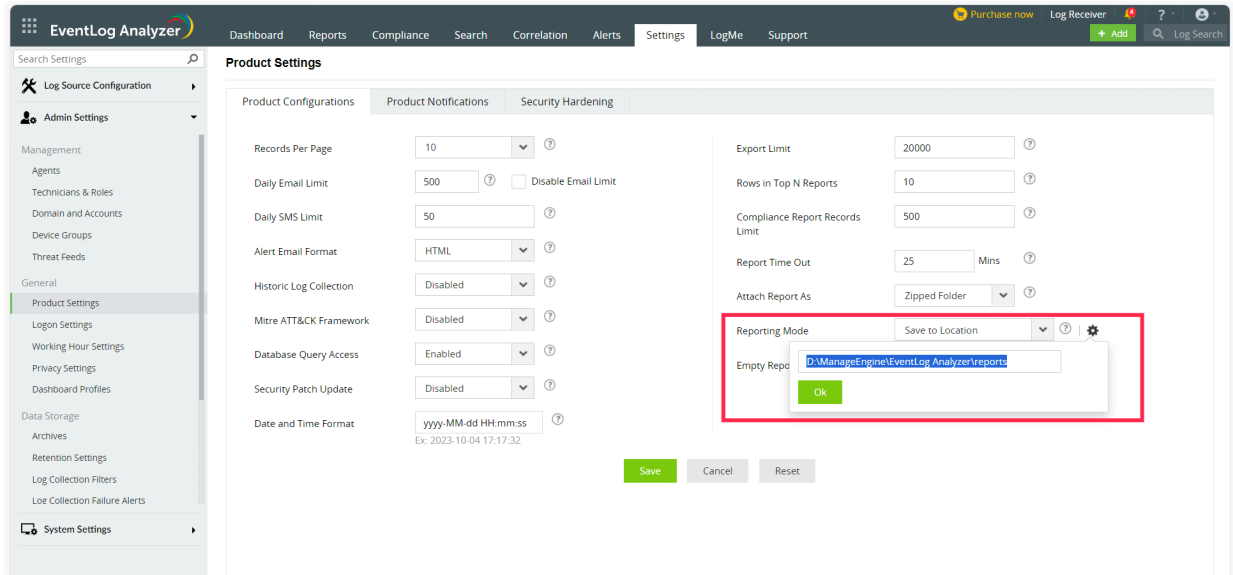 Purchase now
Log Receiver
4
?
EventLog Analyzer
Dashboard
Reports
Compliance
Search
Correlation
Alerts
Settings
LogMe
Support
+ Add
Log Search
Search Settings
Log Source Configuration
Admin Settings
Management
Agents
Technicians & Roles
Domain and Accounts
Device Groups
Threat Feeds
General
Product Settings
Logon Settings
Working Hour Settings
Privacy Settings
Dashboard Profiles
Data Storage
Archives
Retention Settings
Log Collection Filters
Log Collection Failure Alerts
System Settings
Product Settings
Product Configurations
Product Notifications
Security Hardening
Records Per Page
10
?
Daily Email Limit
500
?
Disable Email Limit
Daily SMS Limit
50
?
Alert Email Format
HTML
?
Historic Log Collection
Disabled
?
Mitre ATT&CK Framework
Disabled
?
Database Query Access
Enabled
?
Security Patch Update
Disabled
?
Date and Time Format
yyyy-MM-dd HH:mm:ss
?
Ex: 2023-10-04 17:17:32
Export Limit
20000
?
Rows in Top N Reports
10
?
Compliance Report Records
Limit
500
?
Report Time Out
25
Mins
?
Attach Report As
Zipped Folder
?
Reporting Mode
Save to Location
?
Empty Repo
D:\ManageEngine\EventLog Analyzer\reports
Ok
Save
Cancel
Reset